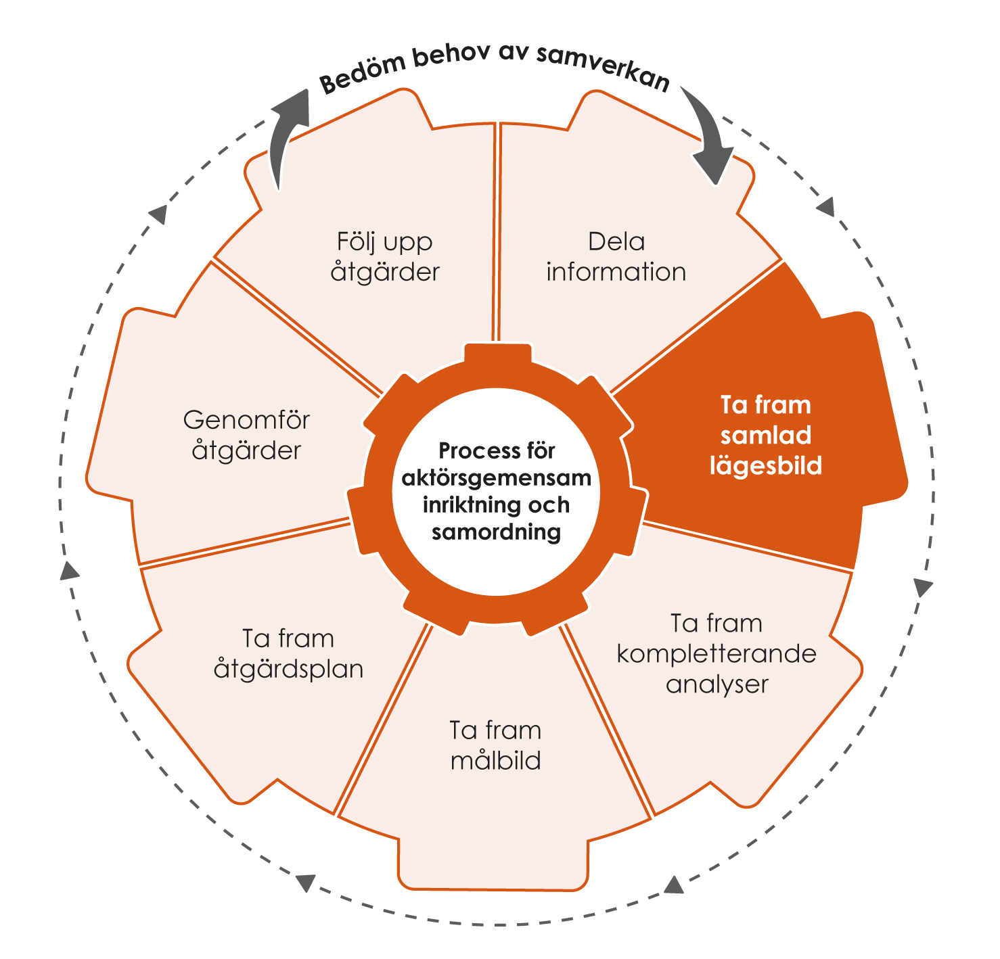 Bedöm behov av samverkan
Dela
information
Ta fram
samlad
lägesbild
Ta fram
kompletterande
analyser
Ta fram
målbild
Ta fram
åtgärdsplan
Genomför
åtgärder
Följ upp
åtgärder
Process för
aktörsgemensam
inriktning och
samordning